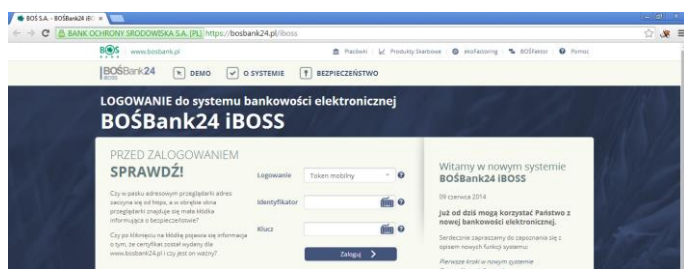 BOŚ S.A. - BOŚBank24 iBO
BANK OCHRONY ŚRODOWISKA S.A. [PL] https://bosbank24.pl/iboss
BOŚ www.bosbank.pl Placówki Produkty Skarbowe ekoFactoring BOŚFaktor Pomoc
BOŚBank24 DEMO O SYSTEMIE BEZPIECZEŃSTWO
iBOSS
LOGOWANIE do systemu bankowości elektronicznej
BOŚBank24 iBOSS
PRZED ZALOGOWANIEM
SPRAWDŹ!
Czy w pasku adresowym przeglądarki adres
zaczyna się od https, a w obrębie okna
przeglądarki znajduje się mała kłódka
informująca o bezpieczeństwie?
Czy po kliknięciu na kłódkę pojawia się informacja
o tym, że certyfikat został wydany dla
www.bosbank24.pl i czy jest on ważny?
Logowanie Token mobilny
Identyfikator
Klucz
Zaloguj
Witamy w nowym systemie
BOŚBank24 iBOSS
09 czerwca 2014
Już od dziś mogą korzystać Państwo z
nowej bankowości elektronicznej.
Serdecznie zapraszamy do zapoznania się z
opisem nowych funkcji systemu:
Pierwsze kroki w nowym systemie